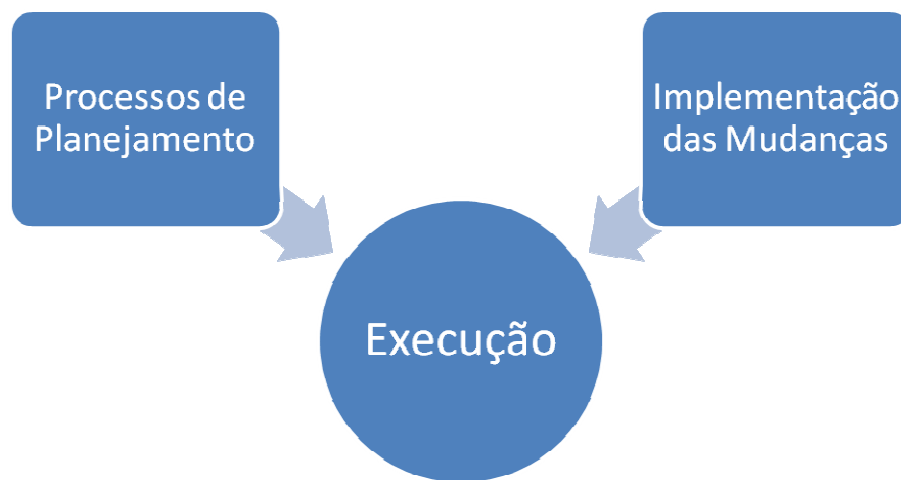 Processos de
Planejamento
Implementação
das Mudanças
Execução